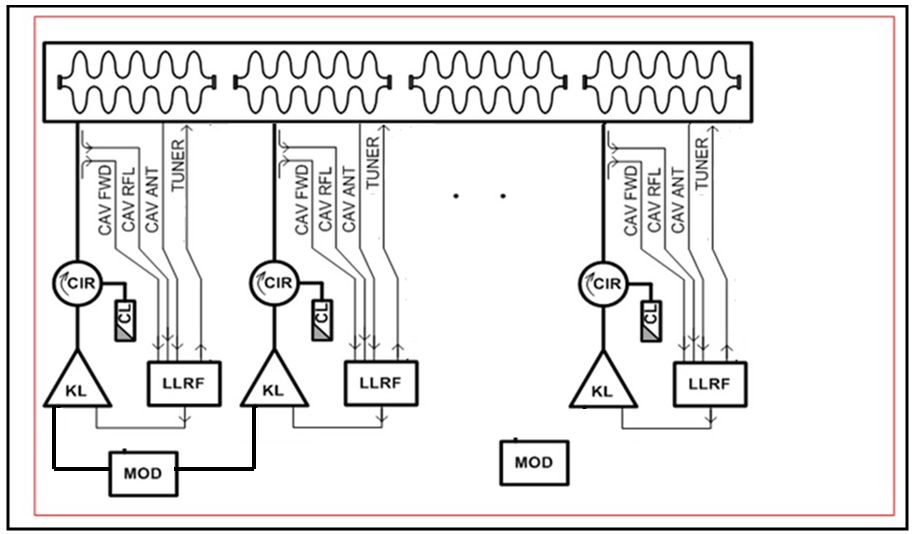 CAV FWD
CAV RFL
CAV ANT
TUNER
CAV FWD
CAV RFL
CAV ANT
TUNER
CAV FWD
CAV RFL
CAV ANT
TUNER
CIR
CL
CIR
CL
CIR
CL
KL
LLRF
KL
LLRF
KL
LLRF
MOD
MOD